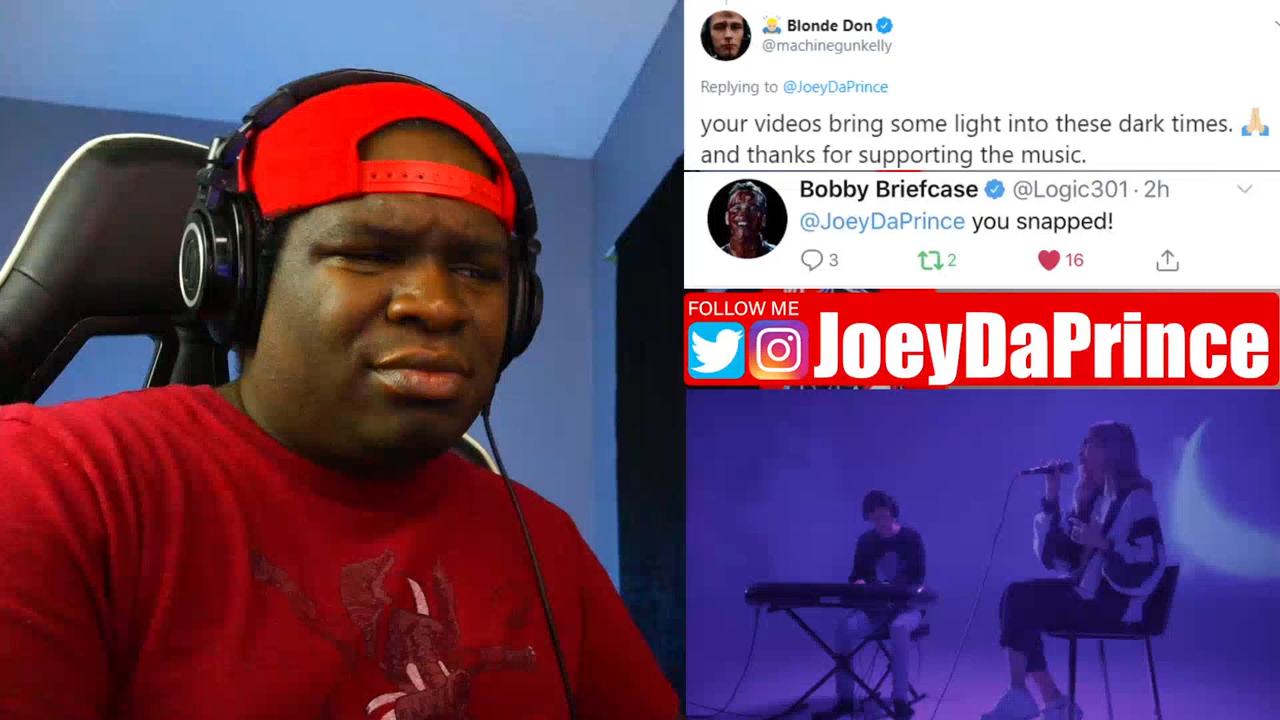 Blonde Don
@machinegunkelly
Replying to @JoeyDaPrince
your videos bring some light into these dark times. 🙏🏼
and thanks for supporting the music.
Bobby Briefcase @Logic301 · 2h
@JoeyDaPrince you snapped!
3 2 16
FOLLOW ME
JoeyDaPrince